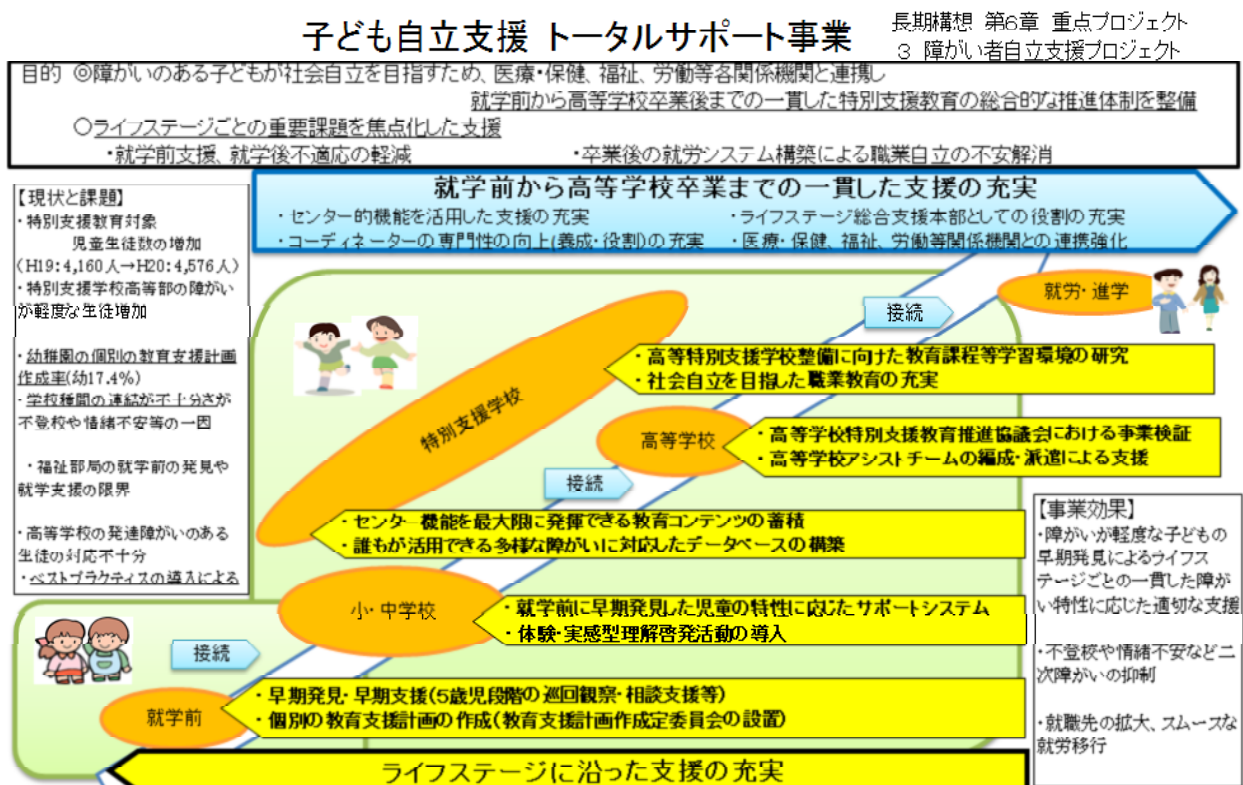 子ども自立支援 トータルサポート事業
長期構想 第6章 重点プロジェクト
3 障がい者自立支援プロジェクト
目的 ◎障がいのある子どもが社会自立を目指すため、医療・保健、福祉、労働等各関係機関と連携し
就学前から高等学校卒業後までの一貫した特別支援教育の総合的な推進体制を整備
○ライフステージごとの重要課題を焦点化した支援
・就学前支援、就学後不適応の軽減 ・卒業後の就労システム構築による職業自立の不安解消
【現状と課題】
・特別支援教育対象
児童生徒数の増加
(H19:4,160人→H20:4,576人)
・特別支援学校高等部の障がい
が軽度な生徒増加
・幼稚園の個別の教育支援計画
作成率(幼17.4%)
・学校種間の連結が不十分さが
不登校や情緒不安等の一因
・福祉部局の就学前の発見や
就学支援の限界
・高等学校の発達障がいのある
生徒の対応不十分
・ベストプラクティスの導入による
就学前から高等学校卒業までの一貫した支援の充実
・センター的機能を活用した支援の充実 ・ライフステージ総合支援本部としての役割の充実
・コーディネーターの専門性の向上(養成・役割)の充実 ・医療・保健、福祉、労働等関係機関との連携強化
就労・進学
接続
特別支援学校
・高等特別支援学校整備に向けた教育課程等学習環境の研究
・社会自立を目指した職業教育の充実
高等学校
・高等学校特別支援教育推進協議会における事業検証
・高等学校アシストチームの編成・派遣による支援
接続
・センター機能を最大限に発揮できる教育コンテンツの蓄積
・誰もが活用できる多様な障がいに対応したデータベースの構築
小・中学校
・就学前に早期発見した児童の特性に応じたサポートシステム
・体験・実感型理解啓発活動の導入
接続
就学前
・早期発見・早期支援(5歳児段階の巡回観察・相談支援等)
・個別の教育支援計画の作成(教育支援計画作成定委員会の設置)
ライフステージに沿った支援の充実
【事業効果】
・障がいが軽度な子どもの
早期発見によるライフス
テージごとの一貫した障が
い特性に応じた適切な支援
・不登校や情緒不安など二
次障がいの抑制
・就職先の拡大、スムースな
就労移行